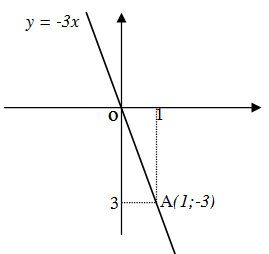 y = -3x
O
1
3
A(1;-3)